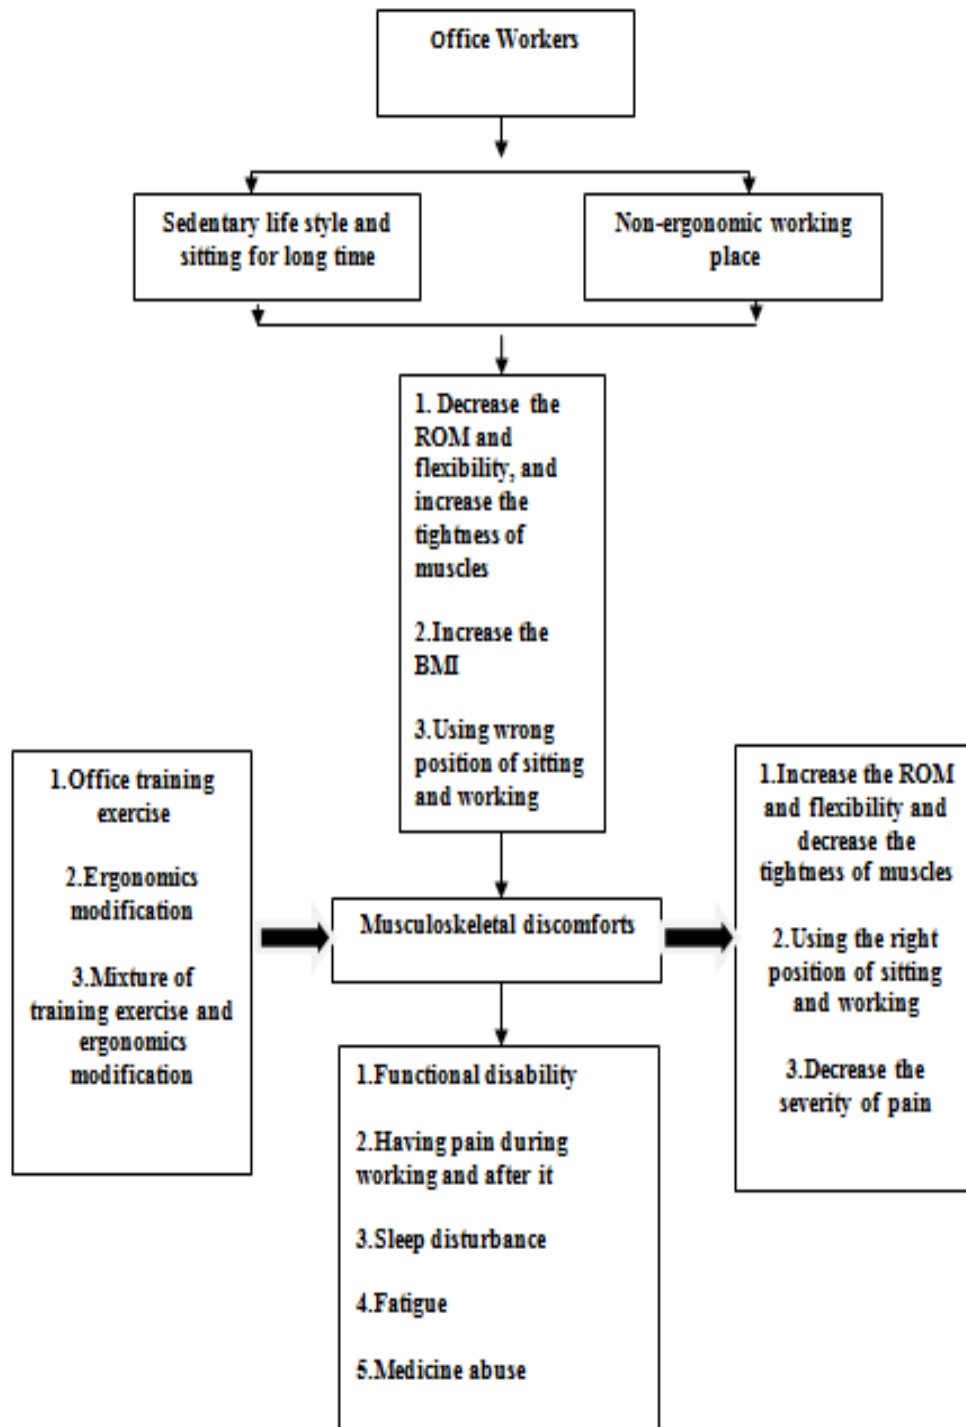 Office Workers
Sedentary life style and
sitting for long time
Non-ergonomic working
place
1. Decrease the
ROM and
flexibility, and
increase the
tightness of
muscles
2.Increase the
BMI
3.Using wrong
position of sitting
and working
1.Office training
exercise
2.Ergonomics
modification
3.Mixture of
training exercise and
ergonomics
modification
Musculoskeletal discomforts
1.Increase the ROM
and flexibility and
decrease the
tightness of muscles
2.Using the right
position of sitting
and working
3.Decrease the
severity of pain
1.Functional disability
2.Having pain during
working and after it
3.Sleep disturbance
4.Fatigue
5.Medicine abuse